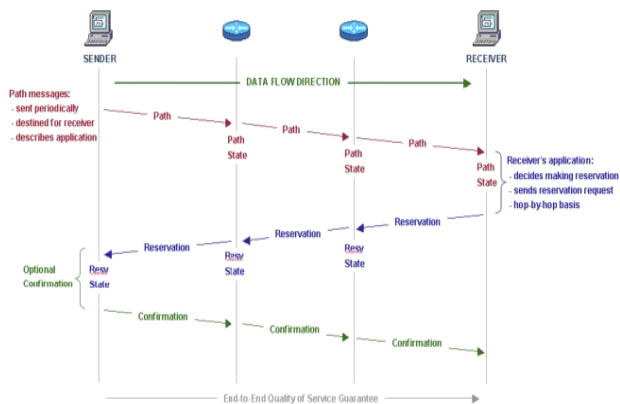 SENDER
RECEIVER
DATA FLOW DIRECTION
Path messages:
- sent periodically
- destined for receiver
- describes application
Path
Path
Path
Path
State
Path
State
Path
State
Receiver's application:
- decides making reservation
- sends reservation request
- hop-by-hop basis
Reservation
Reservation
Reservation
Resv
State
Resv
State
Resv
State
Optional
Confirmation
Confirmation
Confirmation
Confirmation
End-to-End Quality of Service Guarantee